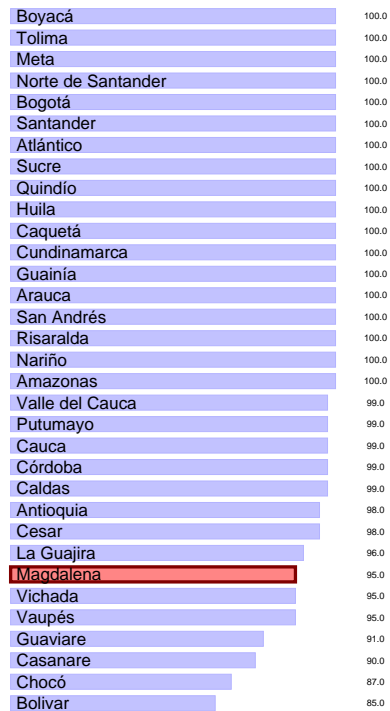 Boyacá 100.0
Tolima 100.0
Meta 100.0
Norte de Santander 100.0
Bogotá 100.0
Santander 100.0
Atlántico 100.0
Sucre 100.0
Quindío 100.0
Huila 100.0
Caquetá 100.0
Cundinamarca 100.0
Guainía 100.0
Arauca 100.0
San Andrés 100.0
Risaralda 100.0
Nariño 100.0
Amazonas 100.0
Valle del Cauca 99.0
Putumayo 99.0
Cauca 99.0
Córdoba 99.0
Caldas 99.0
Antioquia 98.0
Cesar 98.0
La Guajira 96.0
Magdalena 95.0
Vichada 95.0
Vaupés 95.0
Guaviare 91.0
Casanare 90.0
Chocó 87.0
Bolivar 85.0